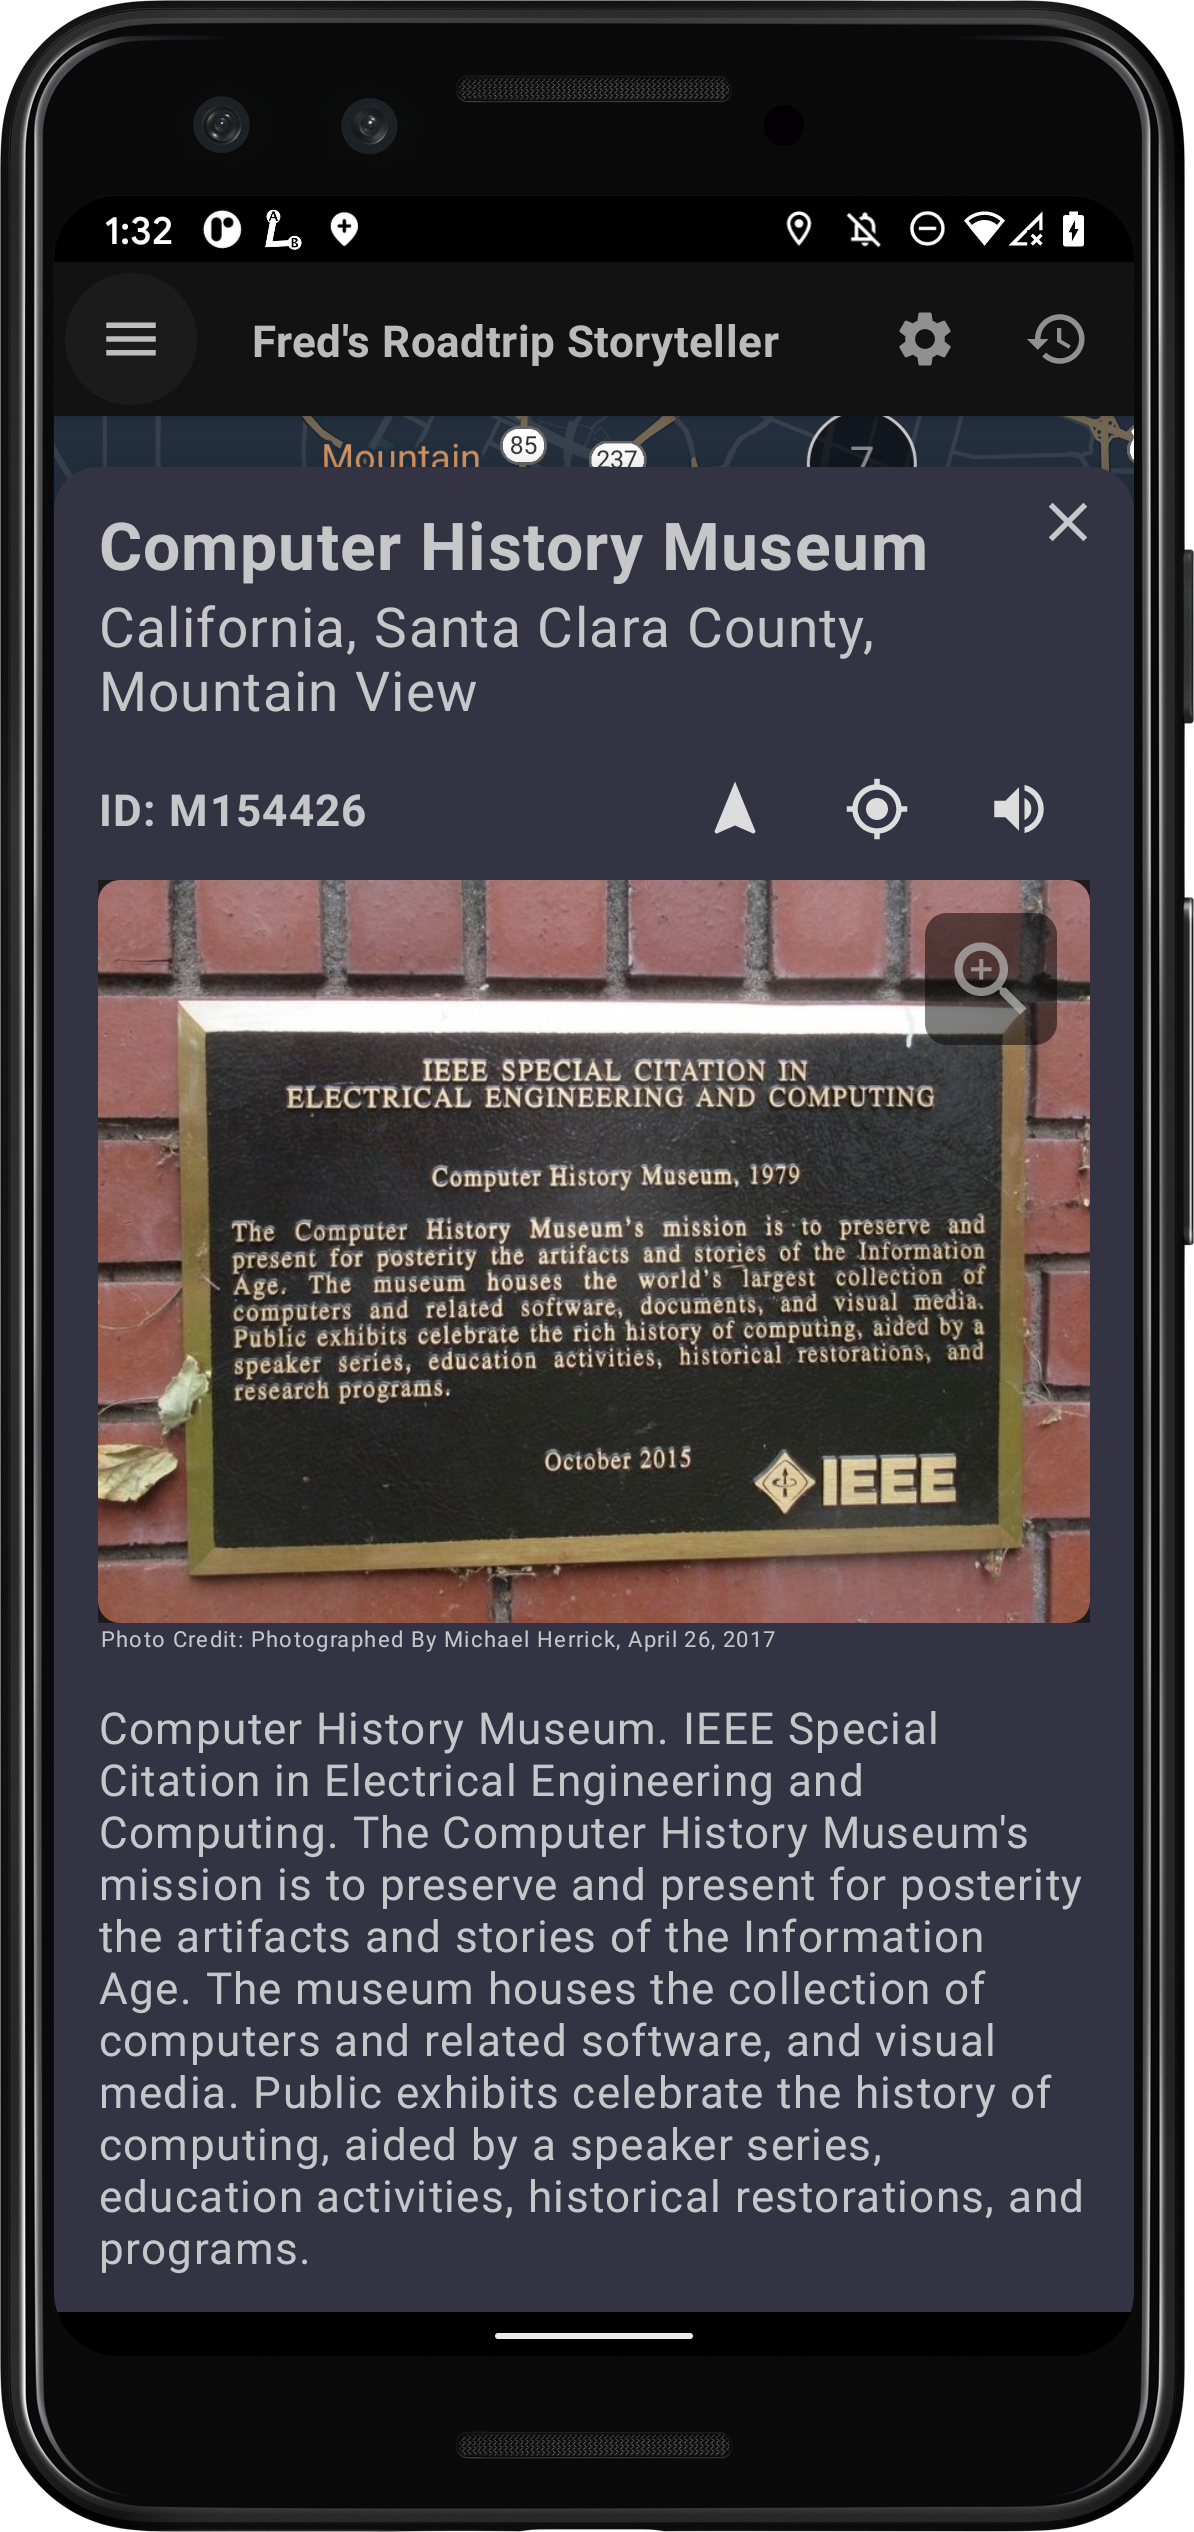 1:32
Fred's Roadtrip Storyteller
Mountain
85
237
7
Computer History Museum
California, Santa Clara County,
Mountain View
ID: M154426
IEEE SPECIAL CITATION IN
ELECTRICAL ENGINEERING AND COMPUTING
Computer History Museum, 1979
The Computer History Museum's mission is to preserve and
present for posterity the artifacts and stories of the Information
Age. The museum houses the world's largest collection of
computers and related software, documents, and visual media.
Public exhibits celebrate the rich history of computing, aided by a
speaker series, education activities, historical restorations, and
research programs.
October 2015
IEEE
Photo Credit: Photographed By Michael Herrick, April 26, 2017
Computer History Museum. IEEE Special
Citation in Electrical Engineering and
Computing. The Computer History Museum's
mission is to preserve and present for posterity
the artifacts and stories of the Information
Age. The museum houses the collection of
computers and related software, and visual
media. Public exhibits celebrate the history of
computing, aided by a speaker series,
education activities, historical restorations, and
programs.